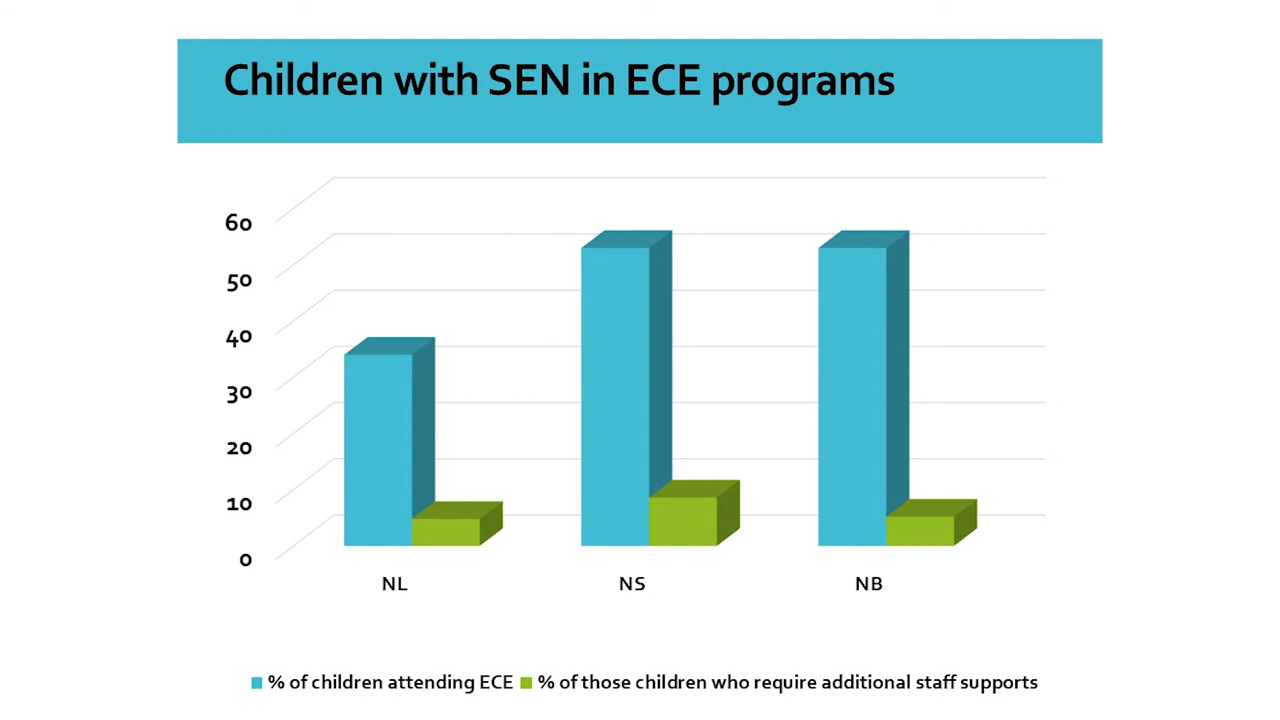 Children with SEN in ECE programs
60
50
40
30
20
10
0
NL NS NB
% of children attending ECE % of those children who require additional staff supports